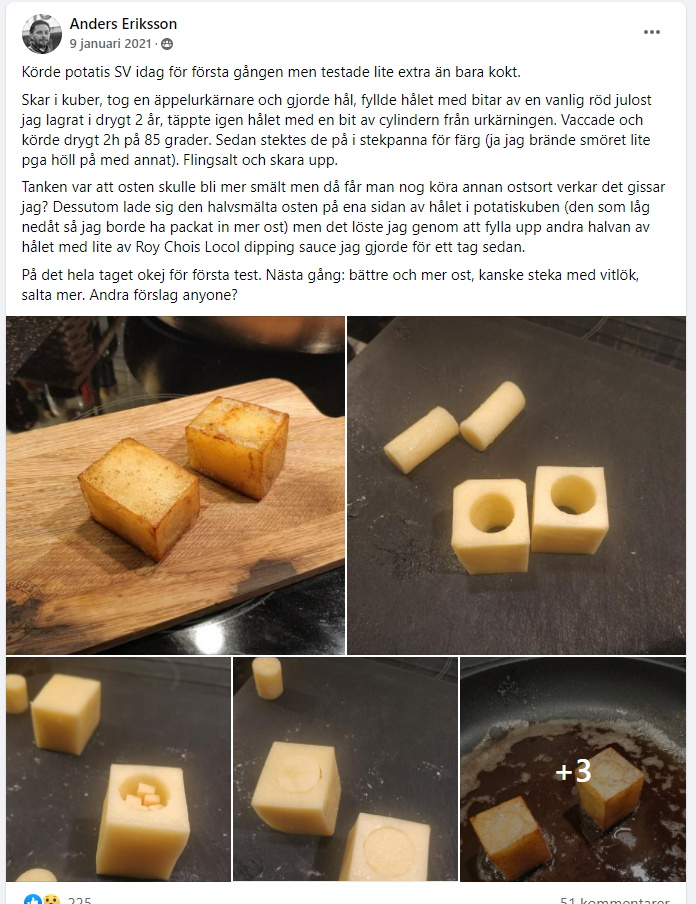 Anders Eriksson
9 januari 2021 ·
Körde potatis SV idag för första gången men testade lite extra än bara kokt.
Skar i kuber, tog en äppelurkärnare och gjorde hål, fyllde hålet med bitar av en vanlig röd julost
jag lagrat i drygt 2 år, täppte igen hålet med en bit av cylindern från urkärningen. Vaccade och
körde drygt 2h på 85 grader. Sedan stektes de på i stekpanna för färg (ja jag brände smöret lite
pga höll på med annat). Flingsalt och skara upp.
Tanken var att osten skulle bli mer smält men då får man nog köra annan ostsort verkar det gissar
jag? Dessutom lade sig den halvsmälta osten på ena sidan av hålet i potatiskuben (den som låg
nedåt så jag borde ha packat in mer ost) men det löste jag genom att fylla upp andra halvan av
hålet med lite av Roy Chois Locol dipping sauce jag gjorde för ett tag sedan.
På det hela taget okej för första test. Nästa gång: bättre och mer ost, kanske steka med vitlök,
salta mer. Andra förslag anyone?
+3
225
51 kommentarer